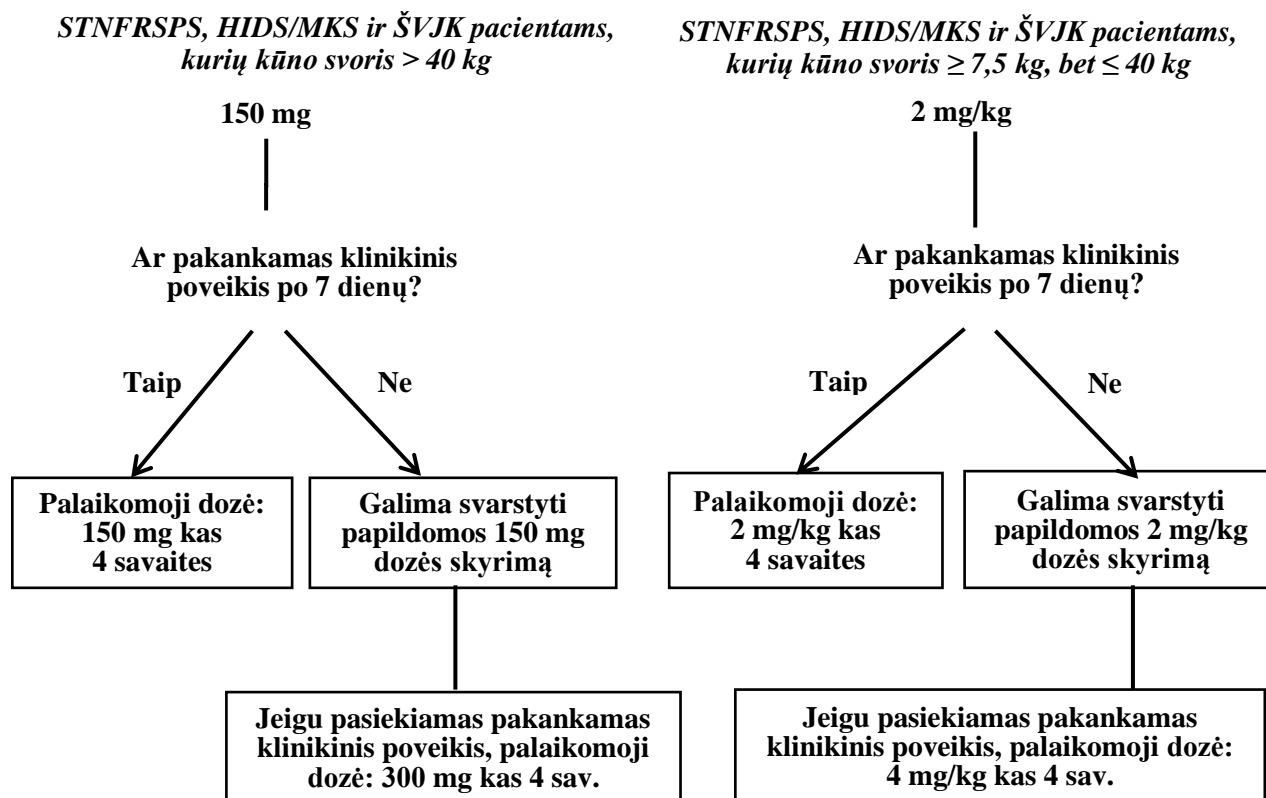 STNFRSPS, HIDS/MKS ir ŠVJK pacientams,
kurių kūno svoris > 40 kg
150 mg
Ar pakankamas klinikinis
poveikis po 7 dienų?
Taip
Ne
Palaikomoji dozė:
150 mg kas
4 savaites
Galima svarstyti
papildomos 150 mg
dozės skyrimą
Jeigu pasiekiamas pakankamas
klinikinis poveikis, palaikomoji
dozė: 300 mg kas 4 sav.
STNFRSPS, HIDS/MKS ir ŠVJK pacientams,
kurių kūno svoris ≥ 7,5 kg, bet ≤ 40 kg
2 mg/kg
Ar pakankamas klinikinis
poveikis po 7 dienų?
Taip
Ne
Palaikomoji dozė:
2 mg/kg kas
4 savaites
Galima svarstyti
papildomos 2 mg/kg
dozės skyrimą
Jeigu pasiekiamas pakankamas
klinikinis poveikis, palaikomoji dozė:
4 mg/kg kas 4 sav.